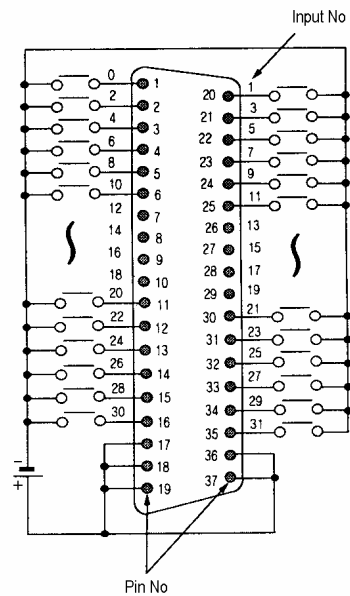 Input No
0 1 20 1
2 2 21 3
4 3 22 5
6 4 23 7
8 5 24 9
10 6 25 11
12 7 26 13
14 8 27 15
16 9 28 17
18 10 29 19
20 11 30 21
22 12 31 23
24 13 32 25
26 14 33 27
28 15 34 29
30 16 35 31
17 36
18 37
19
-
+
Pin No